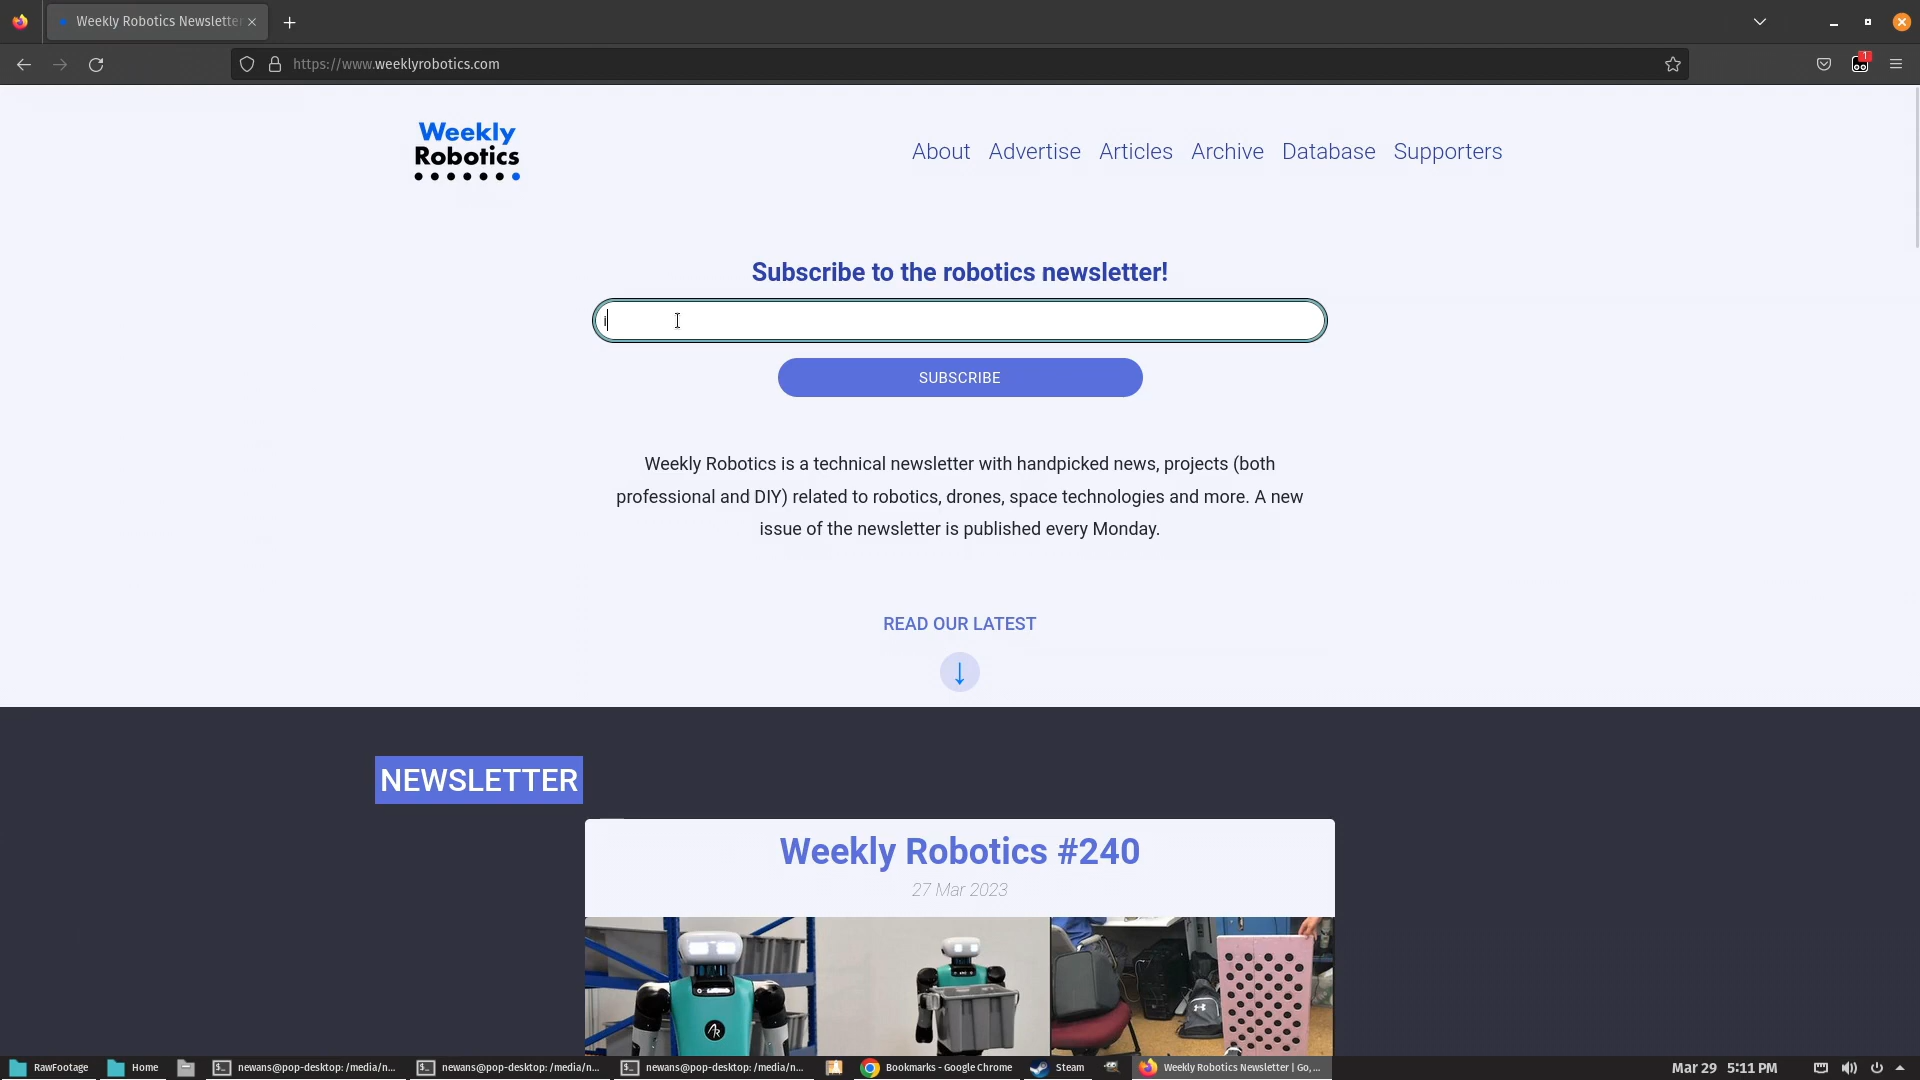 Weekly Robotics Newsletter
https://www.weeklyrobotics.com
1
Weekly
Robotics
About Advertise Articles Archive Database Supporters
Subscribe to the robotics newsletter!
i
SUBSCRIBE
Weekly Robotics is a technical newsletter with handpicked news, projects (both
professional and DIY) related to robotics, drones, space technologies and more. A new
issue of the newsletter is published every Monday.
READ OUR LATEST
NEWSLETTER
Weekly Robotics #240
27 Mar 2023
RawFootage Home newans@pop-desktop: /media/n... newans@pop-desktop: /media/n... newans@pop-desktop: /media/n... Bookmarks - Google Chrome Steam Weekly Robotics Newsletter | Go,... Mar 29 5:11 PM